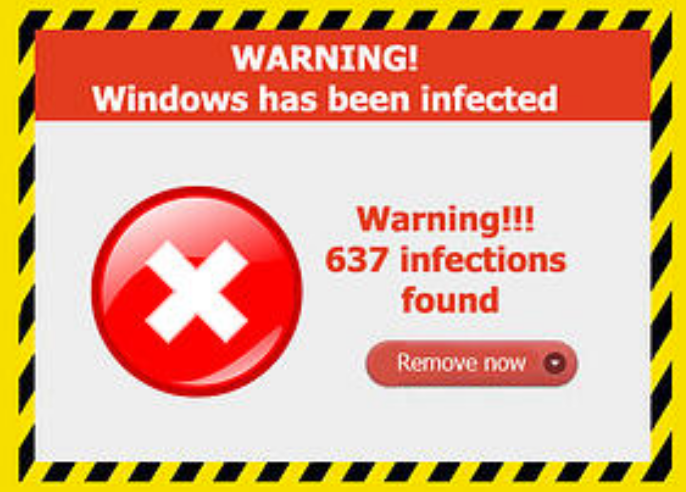 WARNING!
Windows has been infected
Warning!!!
637 infections
found
Remove now